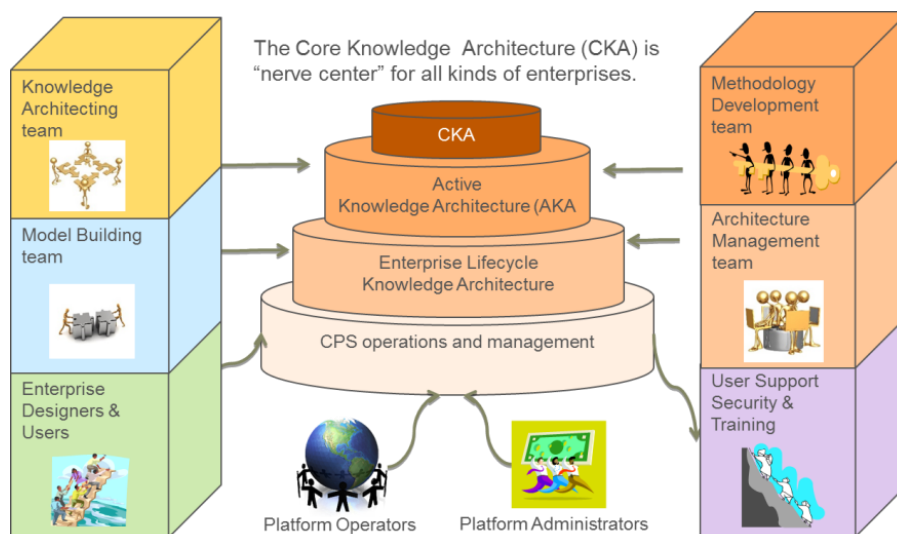 The Core Knowledge Architecture (CKA) is
“nerve center” for all kinds of enterprises.
Knowledge
Architecting
team
Model Building
team
Enterprise
Designers &
Users
CKA
Active
Knowledge Architecture (AKA
Enterprise Lifecycle
Knowledge Architecture
CPS operations and management
Platform Operators
Platform Administrators
Methodology
Development
team
Architecture
Management
team
User Support
Security &
Training